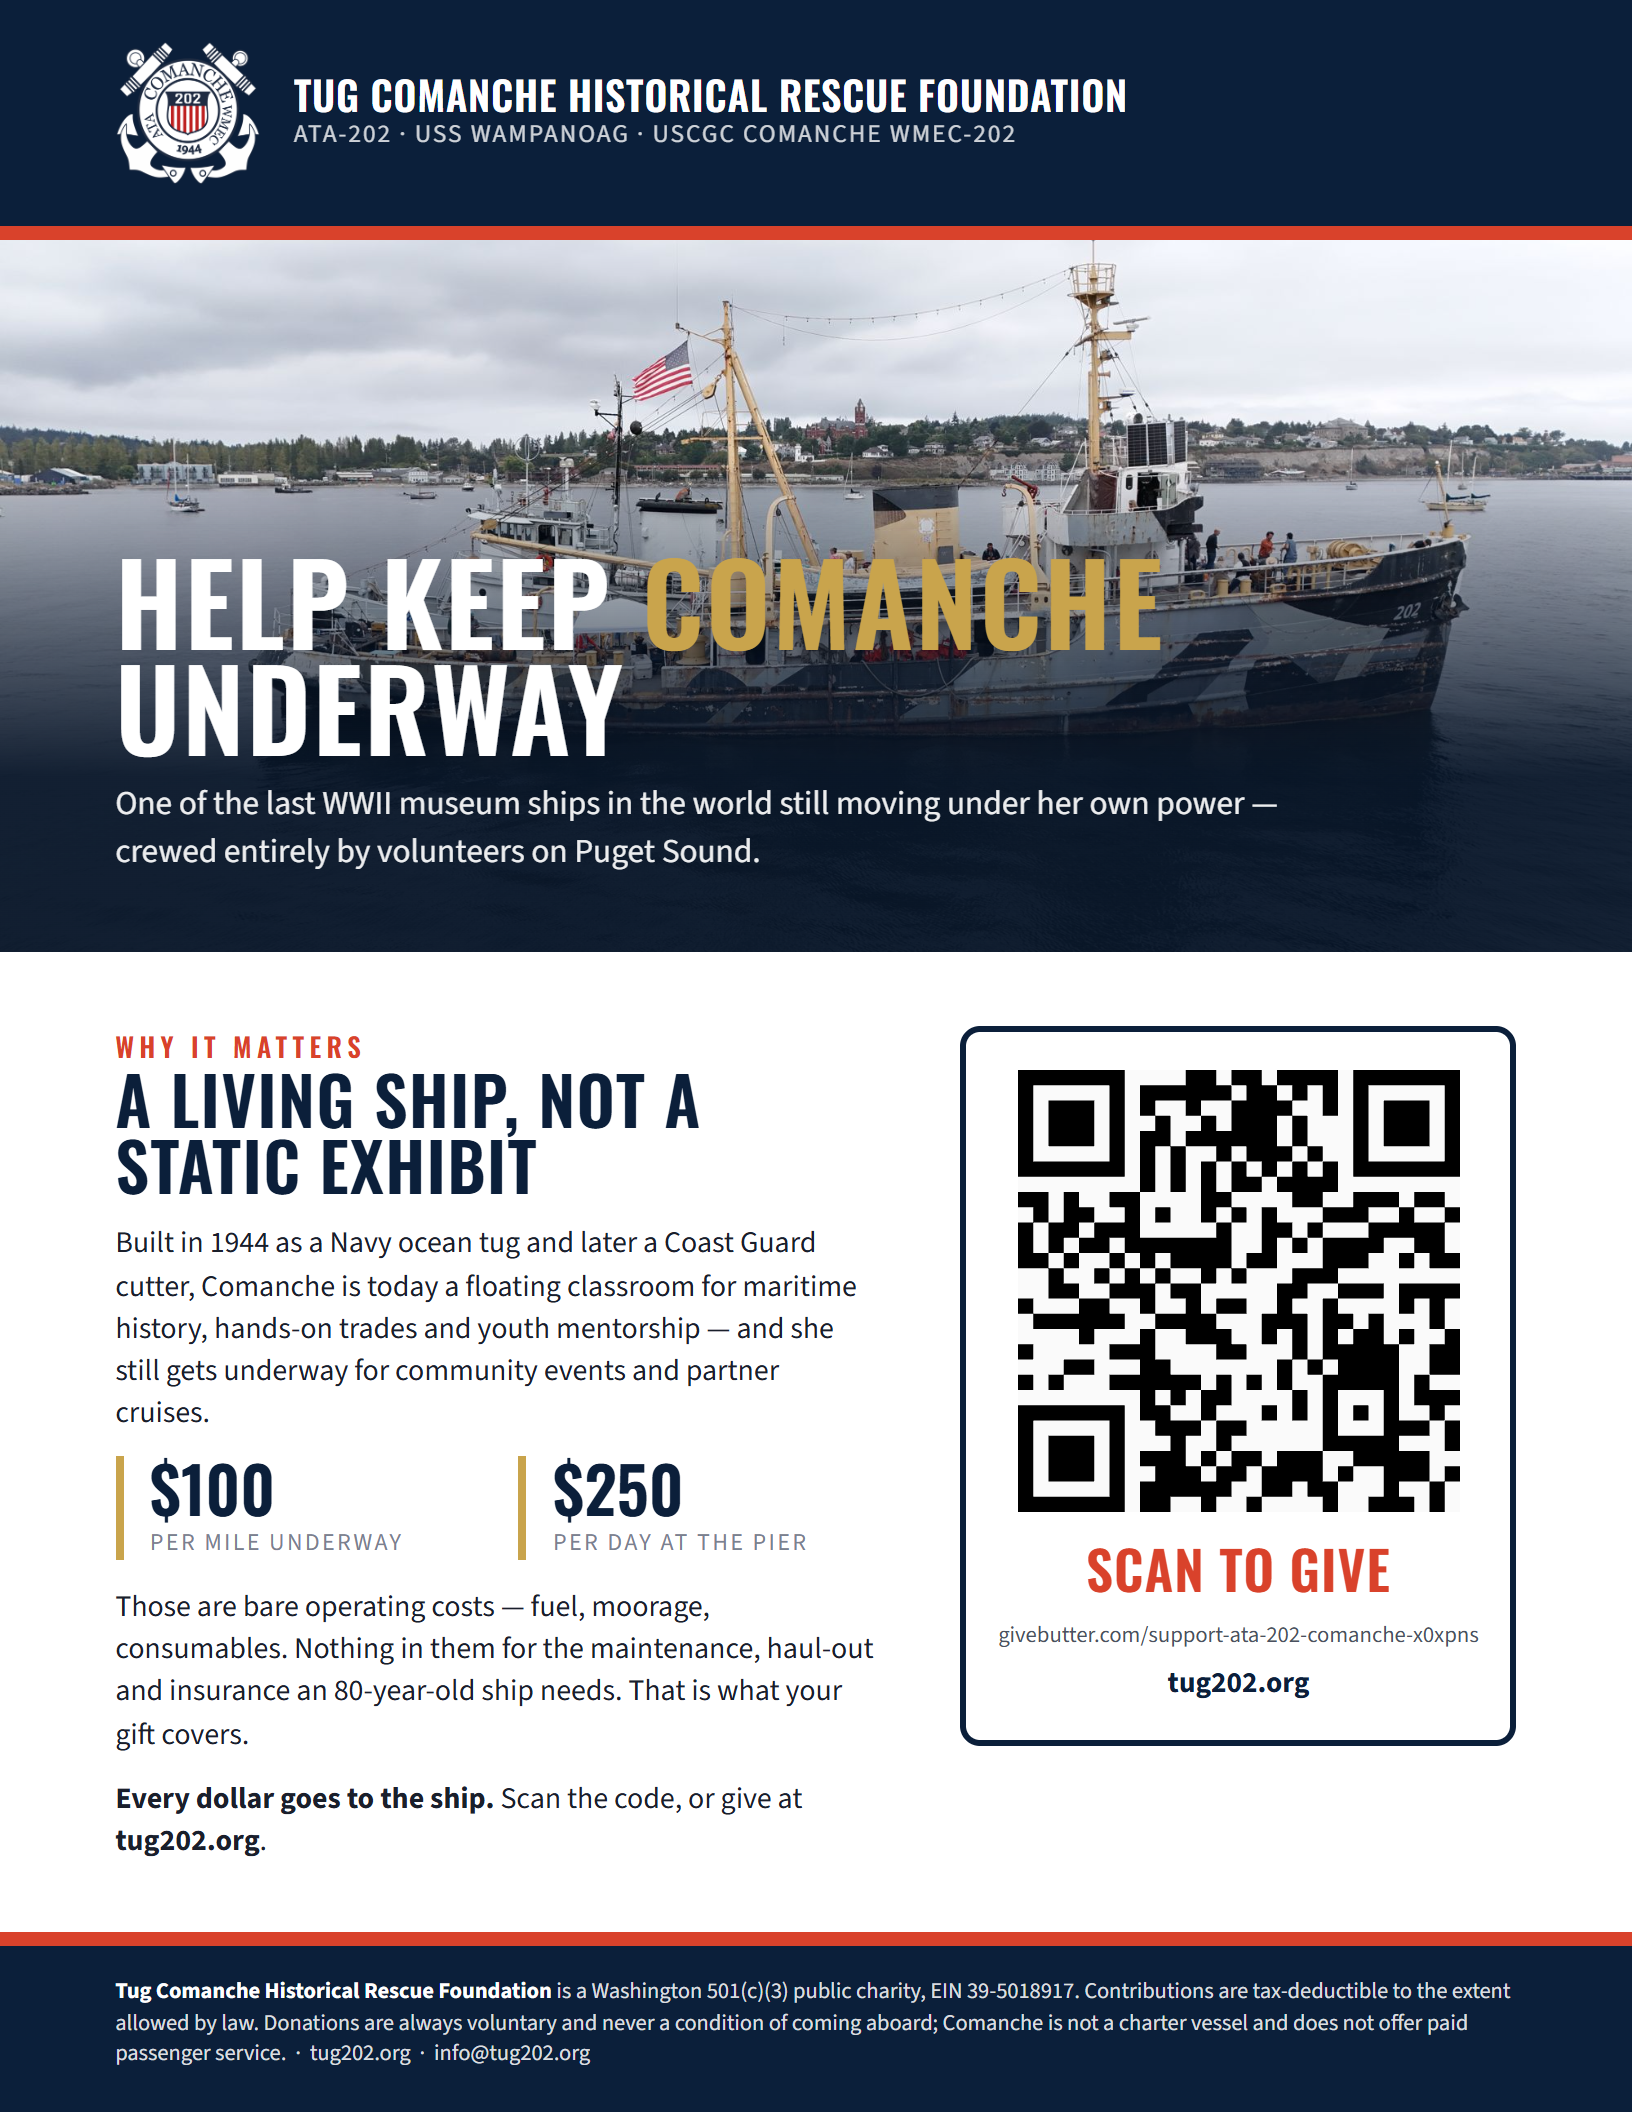 COMANCHE WMEC
202
ATA
1944
TUG COMANCHE HISTORICAL RESCUE FOUNDATION
ATA-202 · USS WAMPANOAG · USCGC COMANCHE WMEC-202
202
HELP KEEP COMANCHE
UNDERWAY
One of the last WWII museum ships in the world still moving under her own power —
crewed entirely by volunteers on Puget Sound.
WHY IT MATTERS
A LIVING SHIP, NOT A
STATIC EXHIBIT
Built in 1944 as a Navy ocean tug and later a Coast Guard
cutter, Comanche is today a floating classroom for maritime
history, hands-on trades and youth mentorship — and she
still gets underway for community events and partner
cruises.
$100
PER MILE UNDERWAY
$250
PER DAY AT THE PIER
Those are bare operating costs — fuel, moorage,
consumables. Nothing in them for the maintenance, haul-out
and insurance an 80-year-old ship needs. That is what your
gift covers.
Every dollar goes to the ship. Scan the code, or give at
tug202.org.
SCAN TO GIVE
givebutter.com/support-ata-202-comanche-x0xpns
tug202.org
Tug Comanche Historical Rescue Foundation is a Washington 501(c)(3) public charity, EIN 39-5018917. Contributions are tax-deductible to the extent
allowed by law. Donations are always voluntary and never a condition of coming aboard; Comanche is not a charter vessel and does not offer paid
passenger service. · tug202.org · info@tug202.org